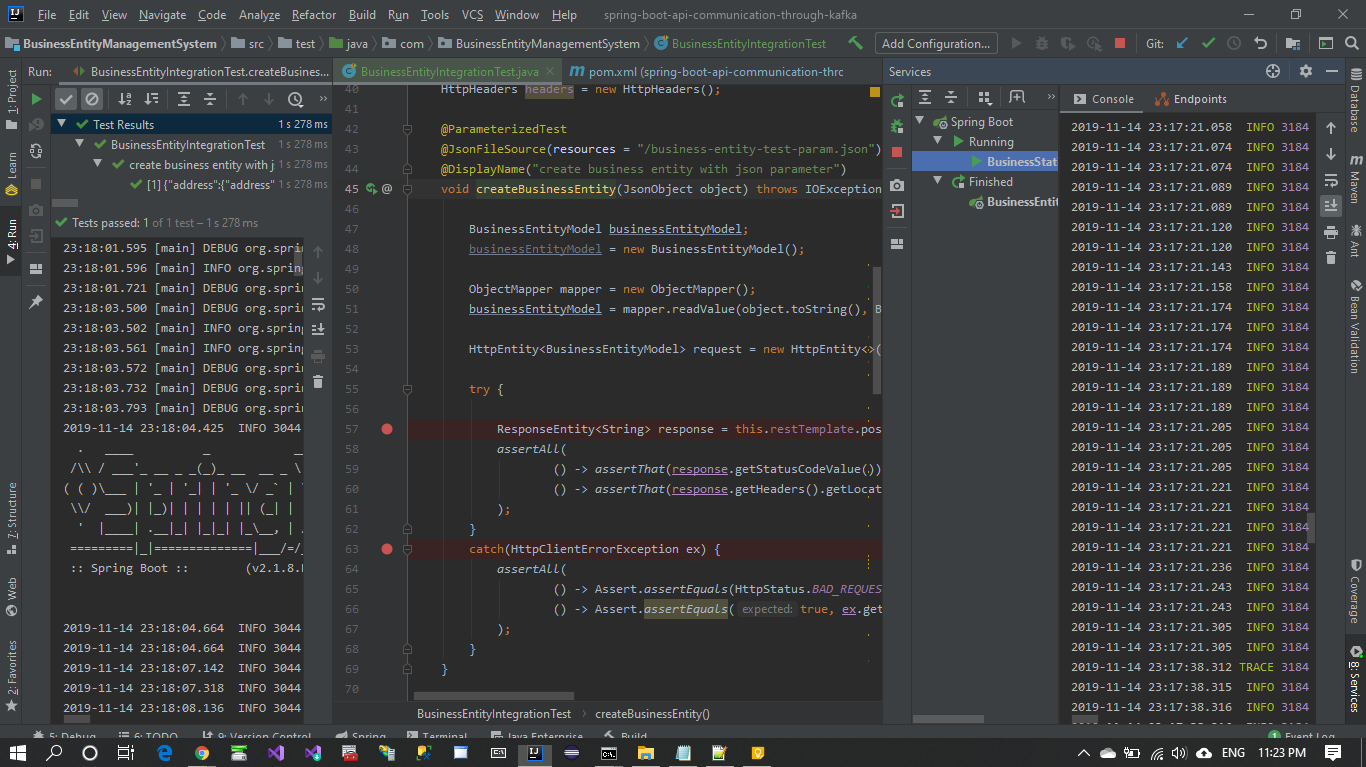 File Edit View Navigate Code Analyze Refactor Build Run Tools VCS Window Help spring-boot-api-communication-through-kafka
BusinessEntityManagementSystem src test java com BusinessEntityManagementSystem BusinessEntityIntegrationTest Add Configuration... Git:
Run: BusinessEntityIntegrationTest.createBusines...
Test Results 1 s 278 ms
BusinessEntityIntegrationTest 1 s 278 ms
create business entity with j 1 s 278 ms
[1] {"address":{"address" 1 s 278 ms
Tests passed: 1 of 1 test – 1 s 278 ms
23:18:01.595 [main] DEBUG org.spri
23:18:01.596 [main] INFO org.spring
23:18:01.721 [main] DEBUG org.spri
23:18:03.500 [main] DEBUG org.spri
23:18:03.502 [main] INFO org.spring
23:18:03.561 [main] INFO org.spring
23:18:03.572 [main] DEBUG org.spri
23:18:03.732 [main] DEBUG org.spri
23:18:03.793 [main] DEBUG org.spri
2019-11-14 23:18:04.425 INFO 3044
:: Spring Boot :: (v2.1.8.
2019-11-14 23:18:04.664 INFO 3044
2019-11-14 23:18:04.664 INFO 3044
2019-11-14 23:18:07.142 INFO 3044
2019-11-14 23:18:07.318 INFO 3044
2019-11-14 23:18:08.136 INFO 3044
BusinessEntityIntegrationTest.java pom.xml (spring-boot-api-communication-thrc
40 HttpHeaders headers = new HttpHeaders();
41
42 @ParameterizedTest
43 @JsonFileSource(resources = "/business-entity-test-param.json")
44 @DisplayName("create business entity with json parameter")
45 void createBusinessEntity(JsonObject object) throws IOException
46
47 BusinessEntityModel businessEntityModel;
48 businessEntityModel = new BusinessEntityModel();
49
50 ObjectMapper mapper = new ObjectMapper();
51 businessEntityModel = mapper.readValue(object.toString(), B
52
53 HttpEntity<BusinessEntityModel> request = new HttpEntity<>(
54
55 try {
56
57 ResponseEntity<String> response = this.restTemplate.pos
58 assertAll(
59 () -> assertThat(response.getStatusCodeValue())
60 () -> assertThat(response.getHeaders().getLocat
61 );
62 }
63 catch(HttpClientErrorException ex) {
64 assertAll(
65 () -> Assert.assertEquals(HttpStatus.BAD_REQUES
66 () -> Assert.assertEquals( expected: true, ex.get
67 );
68 }
69 }
70
BusinessEntityIntegrationTest createBusinessEntity()
Services
Spring Boot
Running
BusinessStat
Finished
BusinessEntit
Console Endpoints
2019-11-14 23:17:21.058 INFO 3184
2019-11-14 23:17:21.074 INFO 3184
2019-11-14 23:17:21.074 INFO 3184
2019-11-14 23:17:21.089 INFO 3184
2019-11-14 23:17:21.089 INFO 3184
2019-11-14 23:17:21.120 INFO 3184
2019-11-14 23:17:21.120 INFO 3184
2019-11-14 23:17:21.143 INFO 3184
2019-11-14 23:17:21.158 INFO 3184
2019-11-14 23:17:21.174 INFO 3184
2019-11-14 23:17:21.174 INFO 3184
2019-11-14 23:17:21.174 INFO 3184
2019-11-14 23:17:21.189 INFO 3184
2019-11-14 23:17:21.189 INFO 3184
2019-11-14 23:17:21.189 INFO 3184
2019-11-14 23:17:21.205 INFO 3184
2019-11-14 23:17:21.205 INFO 3184
2019-11-14 23:17:21.205 INFO 3184
2019-11-14 23:17:21.221 INFO 3184
2019-11-14 23:17:21.221 INFO 3184
2019-11-14 23:17:21.221 INFO 3184
2019-11-14 23:17:21.221 INFO 3184
2019-11-14 23:17:21.236 INFO 3184
2019-11-14 23:17:21.243 INFO 3184
2019-11-14 23:17:21.243 INFO 3184
2019-11-14 23:17:21.305 INFO 3184
2019-11-14 23:17:21.305 INFO 3184
2019-11-14 23:17:38.312 TRACE 3184
2019-11-14 23:17:38.315 INFO 3184
2019-11-14 23:17:38.316 INFO 3184
1: Project
Learn
4: Run
7: Structure
Web
2: Favorites
Database
Maven
Ant
Bean Validation
Coverage
8: Services
5: Debug 6: TODO 9: Version Control Spring Terminal Java Enterprise Build 1 Event Log
ENG 11:23 PM